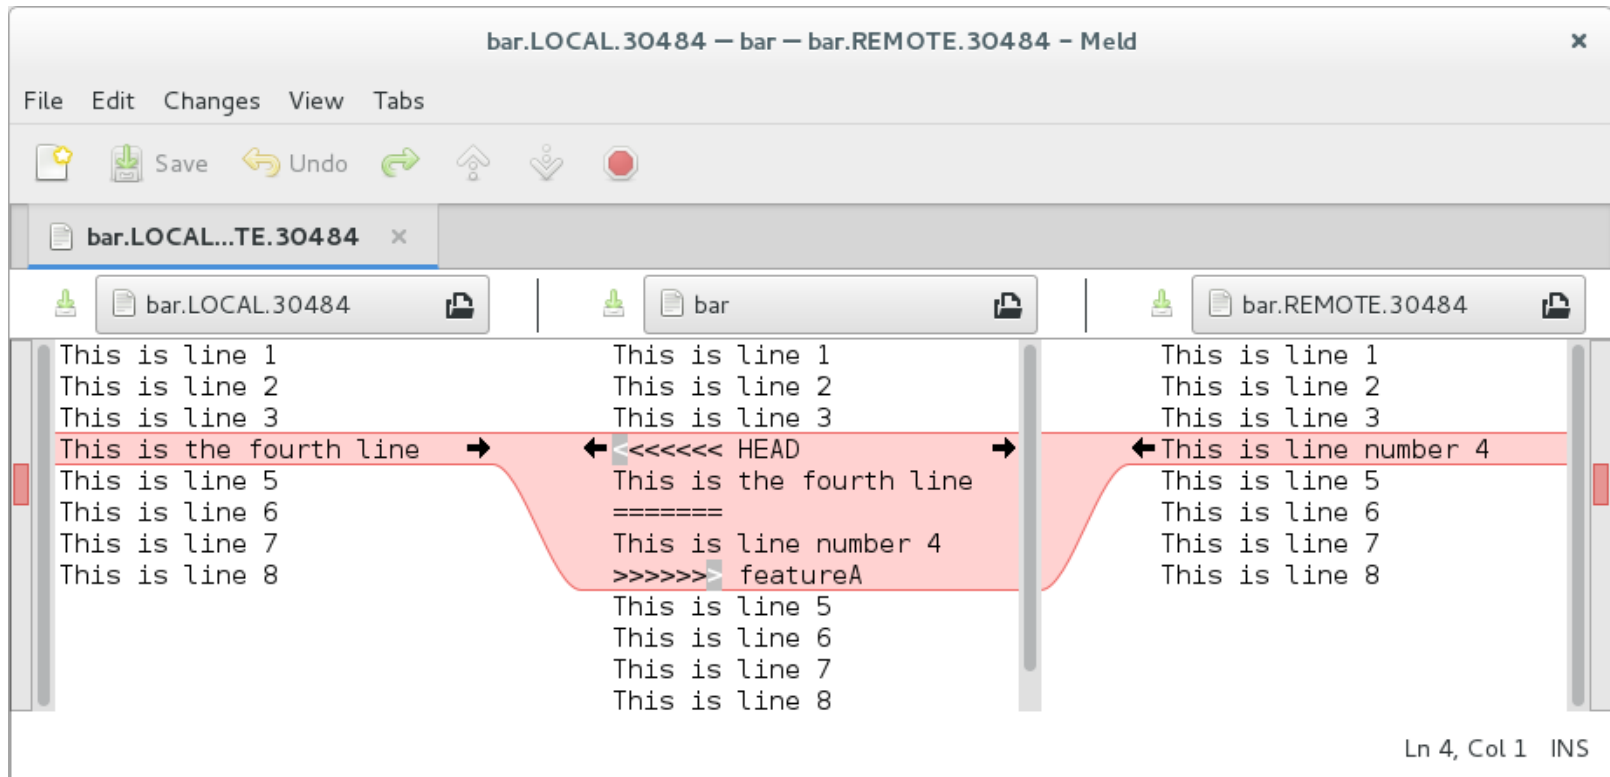 bar.LOCAL.30484 — bar — bar.REMOTE.30484 – Meld
File Edit Changes View Tabs
Save Undo
bar.LOCAL...TE.30484
bar.LOCAL.30484
bar
bar.REMOTE.30484
This is line 1
This is line 2
This is line 3
This is the fourth line
This is line 5
This is line 6
This is line 7
This is line 8
This is line 1
This is line 2
This is line 3
<<<<<<< HEAD
This is the fourth line
=======
This is line number 4
>>>>>>> featureA
This is line 5
This is line 6
This is line 7
This is line 8
This is line 1
This is line 2
This is line 3
This is line number 4
This is line 5
This is line 6
This is line 7
This is line 8
Ln 4, Col 1 INS